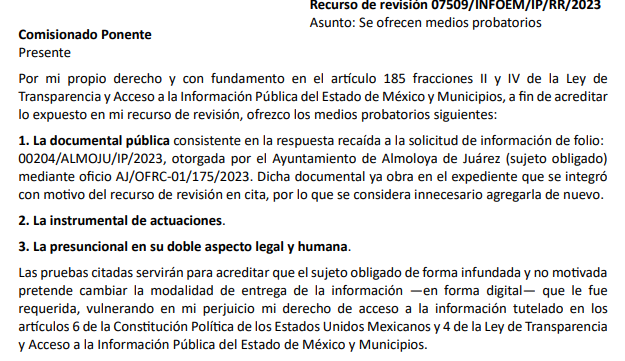 Recurso de revisión 07509/INFOEM/IP/RR/2023
Asunto: Se ofrecen medios probatorios
Comisionado Ponente
Presente
Por mi propio derecho y con fundamento en el artículo 185 fracciones II y IV de la Ley de
Transparencia y Acceso a la Información Pública del Estado de México y Municipios, a fin de acreditar
lo expuesto en mi recurso de revisión, ofrezco los medios probatorios siguientes:
1. La documental pública consistente en la respuesta recaída a la solicitud de información de folio:
00204/ALMOJU/IP/2023, otorgada por el Ayuntamiento de Almoloya de Juárez (sujeto obligado)
mediante oficio AJ/OFRC-01/175/2023. Dicha documental ya obra en el expediente que se integró
con motivo del recurso de revisión en cita, por lo que se considera innecesario agregarla de nuevo.
2. La instrumental de actuaciones.
3. La presuncional en su doble aspecto legal y humana.
Las pruebas citadas servirán para acreditar que el sujeto obligado de forma infundada y no motivada
pretende cambiar la modalidad de entrega de la información —en forma digital— que le fue
requerida, vulnerando en mi perjuicio mi derecho de acceso a la información tutelado en los
artículos 6 de la Constitución Política de los Estados Unidos Mexicanos y 4 de la Ley de Transparencia
y Acceso a la Información Pública del Estado de México y Municipios.